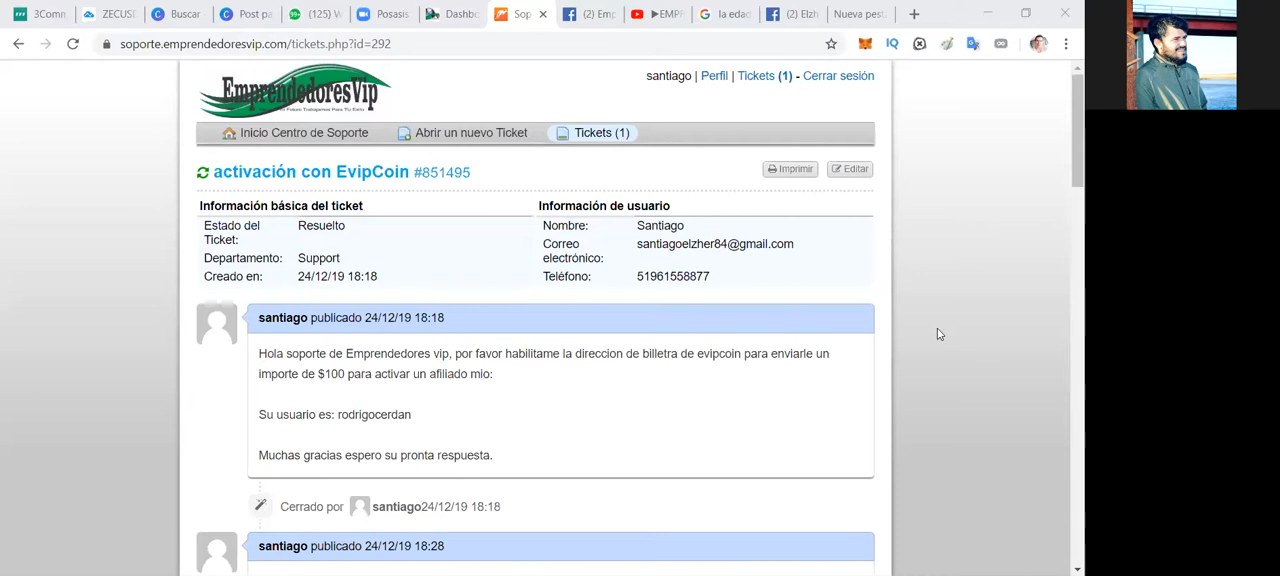 3Comn
ZECUSD
Buscar
Post pa
(125) V
Posasis
Dashb
Sop
(2) Emp
▶EMPR
la edad
(2) Elzh
Nueva pest
soporte.emprendedoresvip.com/tickets.php?id=292
IQ
EmprendedoresVip
santiago | Perfil | Tickets (1) - Cerrar sesión
Inicio Centro de Soporte
Abrir un nuevo Ticket
Tickets (1)
activación con EvipCoin #851495
Imprimir
Editar
Información básica del ticket
Estado del Ticket: Resuelto
Departamento: Support
Creado en: 24/12/19 18:18
Información de usuario
Nombre: Santiago
Correo electrónico: santiagoelzher84@gmail.com
Teléfono: 51961558877
santiago publicado 24/12/19 18:18
Hola soporte de Emprendedores vip, por favor habilitame la direccion de billetra de evipcoin para enviarle un
importe de $100 para activar un afiliado mio:
Su usuario es: rodrigocerdan
Muchas gracias espero su pronta respuesta.
Cerrado por santiago24/12/19 18:18
santiago publicado 24/12/19 18:28